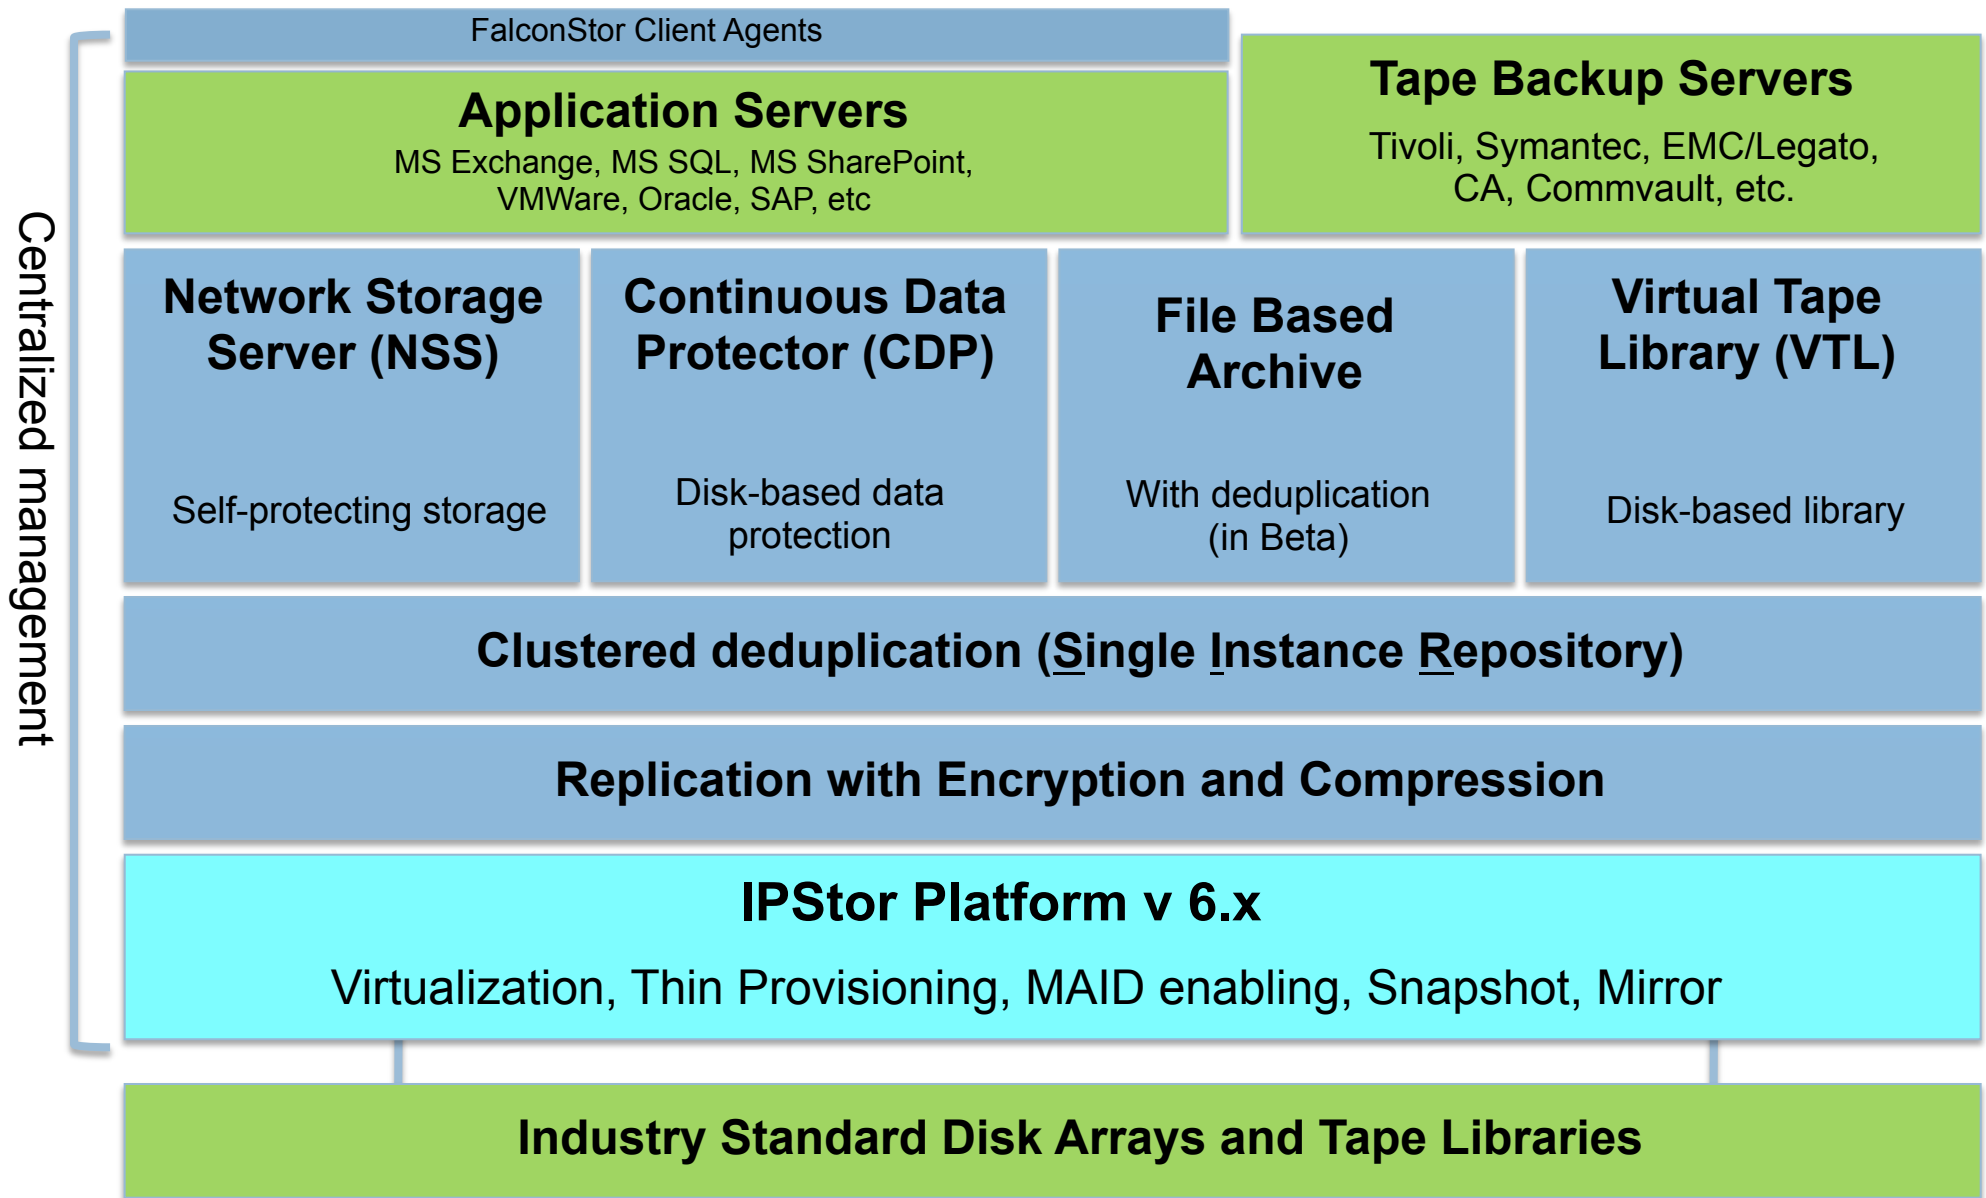 FalconStor Client Agents
Application Servers
MS Exchange, MS SQL, MS SharePoint,
VMWare, Oracle, SAP, etc
Tape Backup Servers
Tivoli, Symantec, EMC/Legato,
CA, Commvault, etc.
Centralized management
Network Storage
Server (NSS)
Self-protecting storage
Continuous Data
Protector (CDP)
Disk-based data
protection
File Based
Archive
With deduplication
(in Beta)
Virtual Tape
Library (VTL)
Disk-based library
Clustered deduplication (Single Instance Repository)
Replication with Encryption and Compression
IPStor Platform v 6.x
Virtualization, Thin Provisioning, MAID enabling, Snapshot, Mirror
Industry Standard Disk Arrays and Tape Libraries